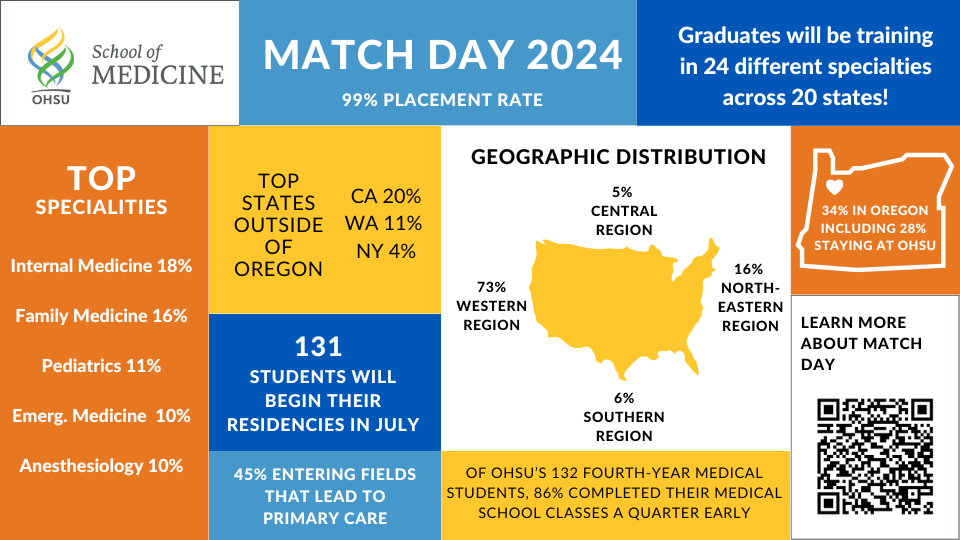 OHSU
School of
MEDICINE
MATCH DAY 2024
99% PLACEMENT RATE
Graduates will be training
in 24 different specialties
across 20 states!
TOP
SPECIALITIES
Internal Medicine 18%
Family Medicine 16%
Pediatrics 11%
Emerg. Medicine 10%
Anesthesiology 10%
TOP
STATES
OUTSIDE
OF
OREGON
CA 20%
WA 11%
NY 4%
131
STUDENTS WILL
BEGIN THEIR
RESIDENCIES IN JULY
45% ENTERING FIELDS
THAT LEAD TO
PRIMARY CARE
GEOGRAPHIC DISTRIBUTION
5%
CENTRAL
REGION
73%
WESTERN
REGION
16%
NORTH-
EASTERN
REGION
6%
SOUTHERN
REGION
OF OHSU'S 132 FOURTH-YEAR MEDICAL
STUDENTS, 86% COMPLETED THEIR MEDICAL
SCHOOL CLASSES A QUARTER EARLY
34% IN OREGON
INCLUDING 28%
STAYING AT OHSU
LEARN MORE
ABOUT MATCH
DAY